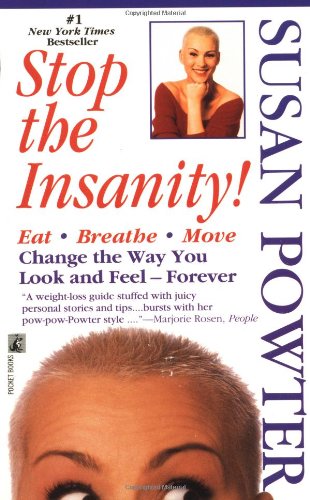 #1
New York Times
Bestseller
Stop
the
Insanity!
Eat • Breathe • Move
Change the Way You
Look and Feel – Forever
"A weight-loss guide stuffed with juicy
personal stories and tips....bursts with her
pow-pow-Powter style ...."—Marjorie Rosen, People
SUSAN POWTER
POCKET BOOKS